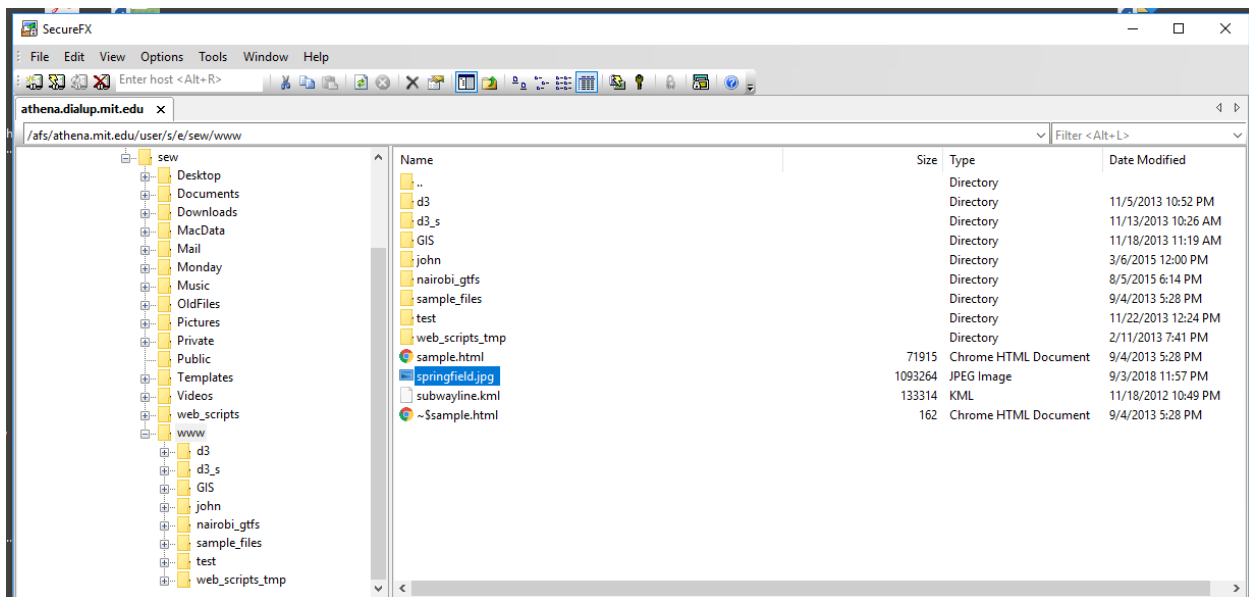 SecureFX
File Edit View Options Tools Window Help
Enter host <Alt+R>
athena.dialup.mit.edu x
/afs/athena.mit.edu/user/s/e/sew/www Filter <Alt+L>
sew
Desktop
Documents
Downloads
MacData
Mail
Monday
Music
OldFiles
Pictures
Private
Public
Templates
Videos
web_scripts
www
d3
d3_s
GIS
john
nairobi_gtfs
sample_files
test
web_scripts_tmp
Name Size Type Date Modified
.. Directory
d3 Directory 11/5/2013 10:52 PM
d3_s Directory 11/13/2013 10:26 AM
GIS Directory 11/18/2013 11:19 AM
john Directory 3/6/2015 12:00 PM
nairobi_gtfs Directory 8/5/2015 6:14 PM
sample_files Directory 9/4/2013 5:28 PM
test Directory 11/22/2013 12:24 PM
web_scripts_tmp Directory 2/11/2013 7:41 PM
sample.html 71915 Chrome HTML Document 9/4/2013 5:28 PM
springfield.jpg 1093264 JPEG Image 9/3/2018 11:57 PM
subwayline.kml 133314 KML 11/18/2012 10:49 PM
~$sample.html 162 Chrome HTML Document 9/4/2013 5:28 PM